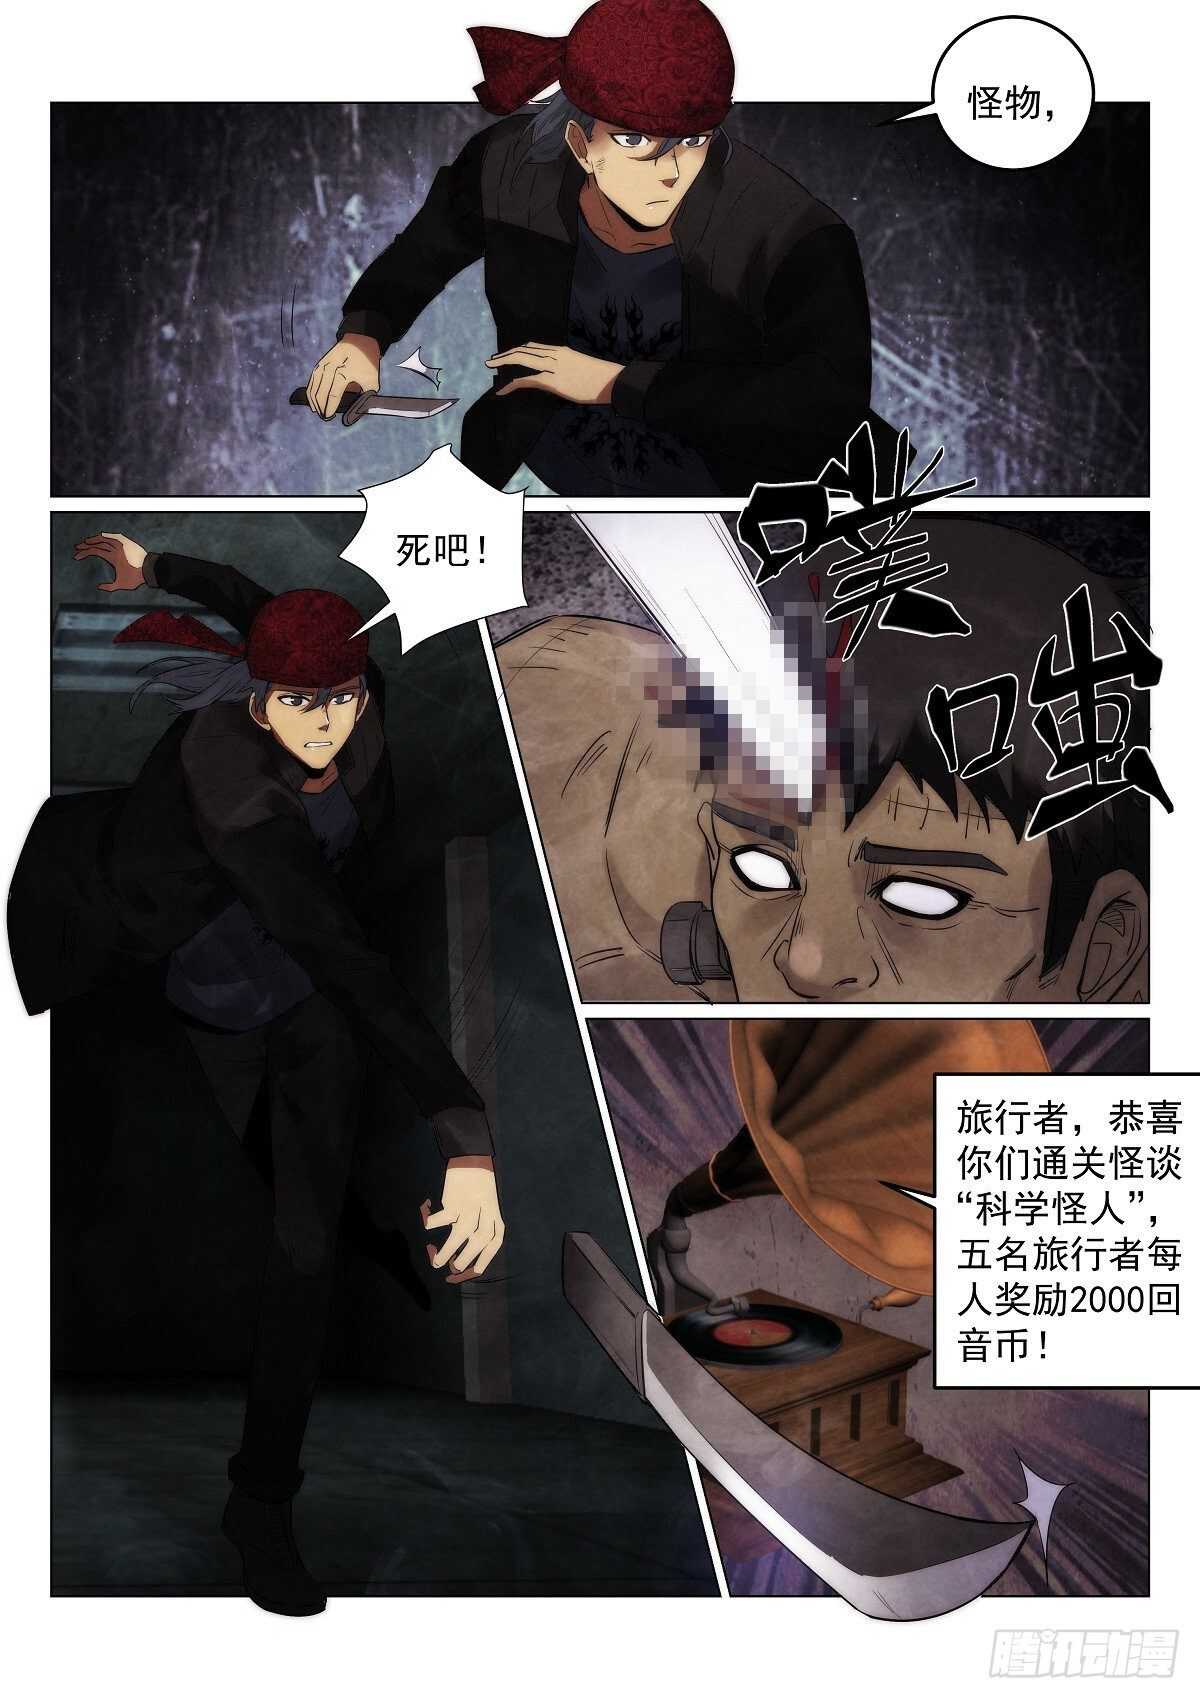 怪物，
死吧！
噗
嗤
旅行者，恭喜
你们通关怪谈
“科学怪人”，
五名旅行者每
人奖励2000回
音币！
腾讯动漫